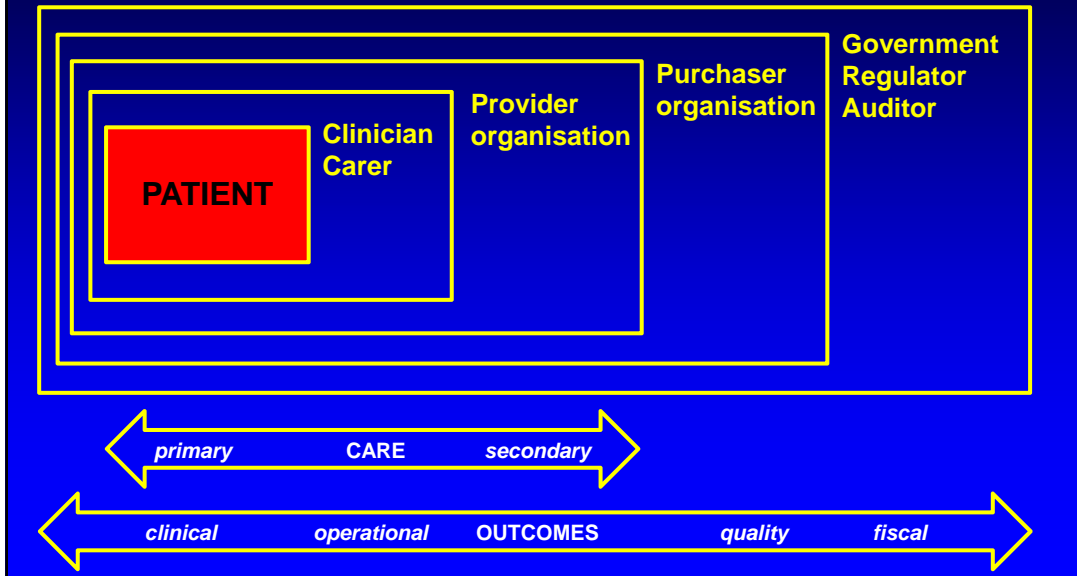 PATIENT
Clinician
Carer
Provider
organisation
Purchaser
organisation
Government
Regulator
Auditor
primary CARE secondary
clinical operational OUTCOMES quality fiscal